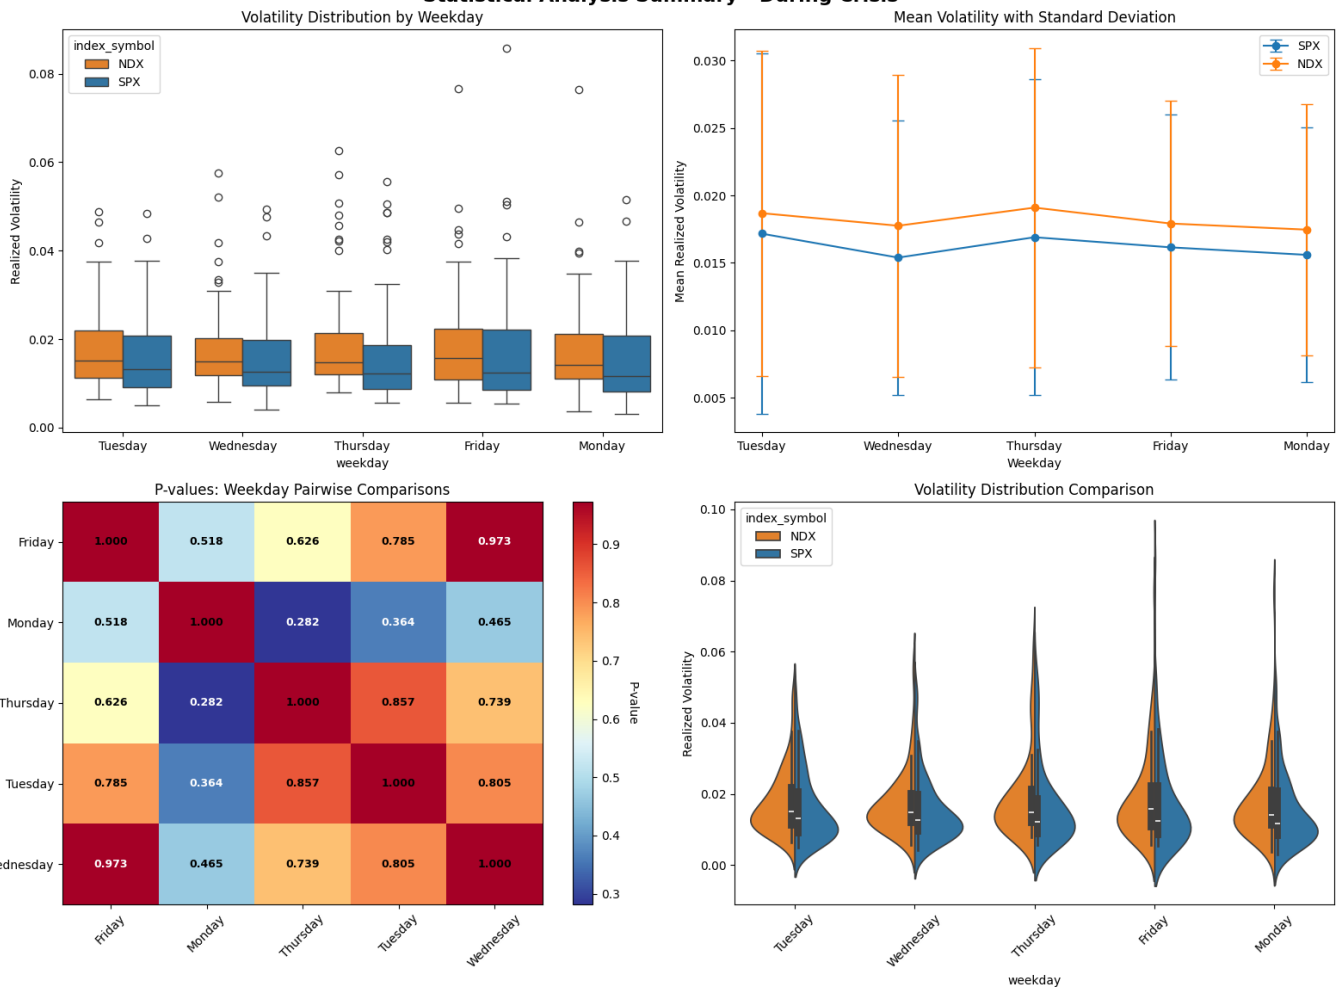 Statistical Analysis Summary - During Crisis
Volatility Distribution by Weekday
index_symbol
NDX
SPX
0.08
0.06
0.04
0.02
0.00
Realized Volatility
Tuesday Wednesday Thursday Friday Monday
weekday
Mean Volatility with Standard Deviation
SPX
NDX
0.030
0.025
0.020
0.015
0.010
0.005
Mean Realized Volatility
Tuesday Wednesday Thursday Friday Monday
Weekday
P-values: Weekday Pairwise Comparisons
Friday 1.000 0.518 0.626 0.785 0.973
Monday 0.518 1.000 0.282 0.364 0.465
Thursday 0.626 0.282 1.000 0.857 0.739
Tuesday 0.785 0.364 0.857 1.000 0.805
ednesday 0.973 0.465 0.739 0.805 1.000
Friday Monday Thursday Tuesday Wednesday
0.9
0.8
0.7
0.6
0.5
0.4
0.3
P-value
Volatility Distribution Comparison
index_symbol
NDX
SPX
0.10
0.08
0.06
0.04
0.02
0.00
Realized Volatility
Tuesday Wednesday Thursday Friday Monday
weekday